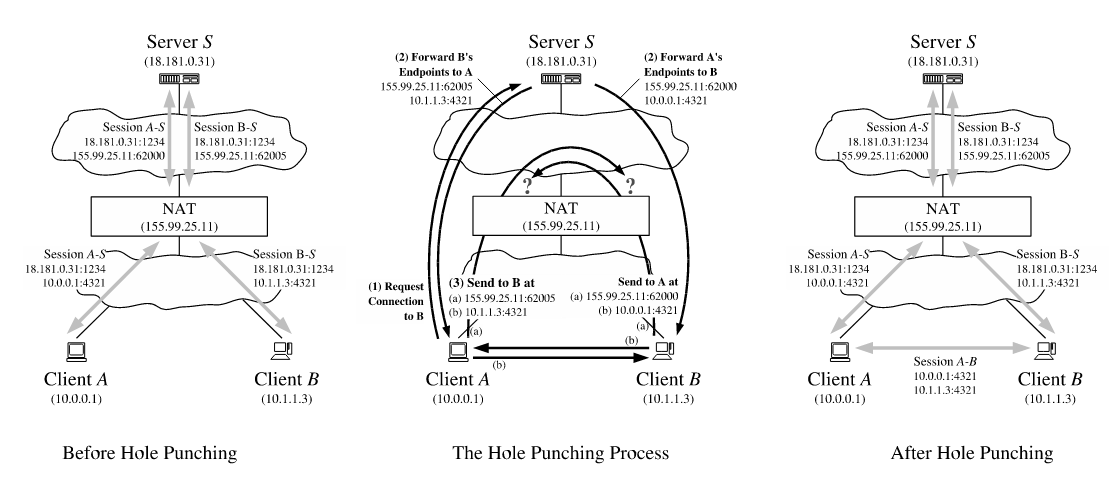 Server S
(18.181.0.31)
Session A-S
18.181.0.31:1234
155.99.25.11:62000
Session B-S
18.181.0.31:1234
155.99.25.11:62005
NAT
(155.99.25.11)
Session A-S
18.181.0.31:1234
10.0.0.1:4321
Session B-S
18.181.0.31:1234
10.1.1.3:4321
Client A
(10.0.0.1)
Client B
(10.1.1.3)
Before Hole Punching
Server S
(18.181.0.31)
(2) Forward B's
Endpoints to A
155.99.25.11:62005
10.1.1.3:4321
(2) Forward A's
Endpoints to B
155.99.25.11:62000
10.0.0.1:4321
?
?
NAT
(155.99.25.11)
(1) Request
Connection
to B
(3) Send to B at
(a) 155.99.25.11:62005
(b) 10.1.1.3:4321
(a)
Send to A at
(a) 155.99.25.11:62000
(b) 10.0.0.1:4321
(a)
(b)
(b)
Client A
(10.0.0.1)
Client B
(10.1.1.3)
The Hole Punching Process
Server S
(18.181.0.31)
Session A-S
18.181.0.31:1234
155.99.25.11:62000
Session B-S
18.181.0.31:1234
155.99.25.11:62005
NAT
(155.99.25.11)
Session A-S
18.181.0.31:1234
10.0.0.1:4321
Session B-S
18.181.0.31:1234
10.1.1.3:4321
Session A-B
10.0.0.1:4321
10.1.1.3:4321
Client A
(10.0.0.1)
Client B
(10.1.1.3)
After Hole Punching